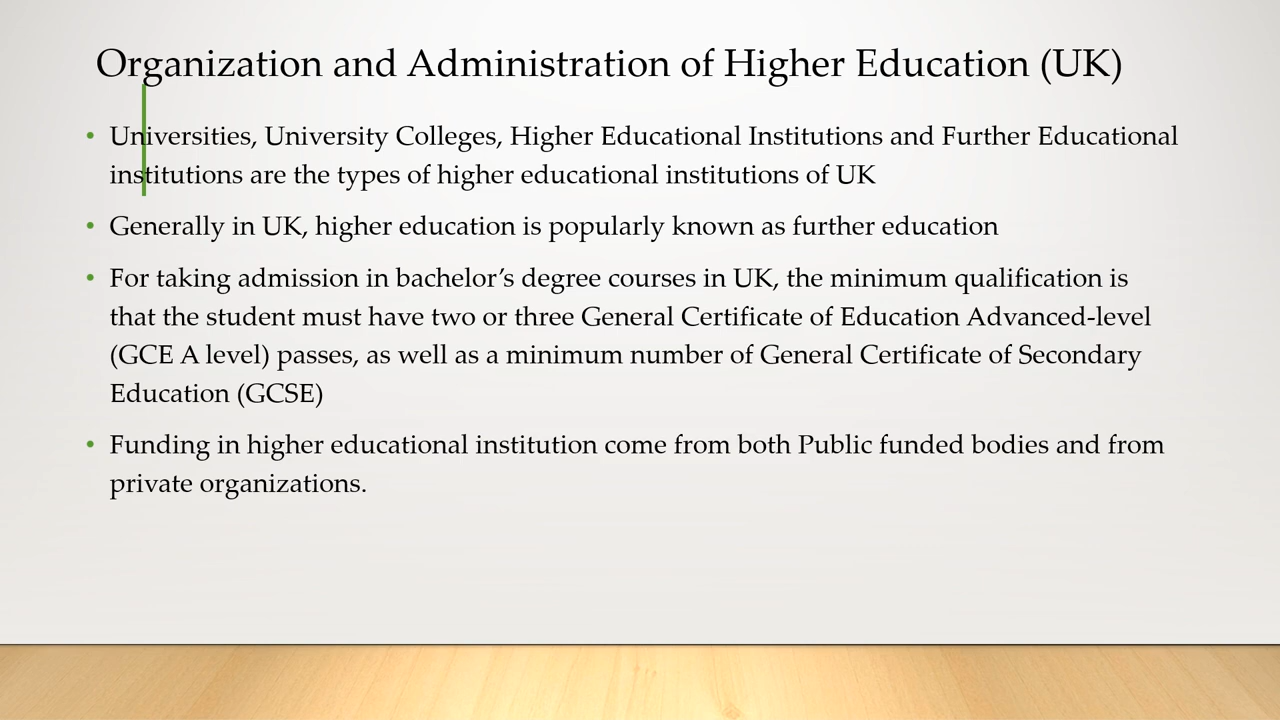 Organization and Administration of Higher Education (UK)
• Universities, University Colleges, Higher Educational Institutions and Further Educational
institutions are the types of higher educational institutions of UK
• Generally in UK, higher education is popularly known as further education
• For taking admission in bachelor’s degree courses in UK, the minimum qualification is
that the student must have two or three General Certificate of Education Advanced-level
(GCE A level) passes, as well as a minimum number of General Certificate of Secondary
Education (GCSE)
• Funding in higher educational institution come from both Public funded bodies and from
private organizations.